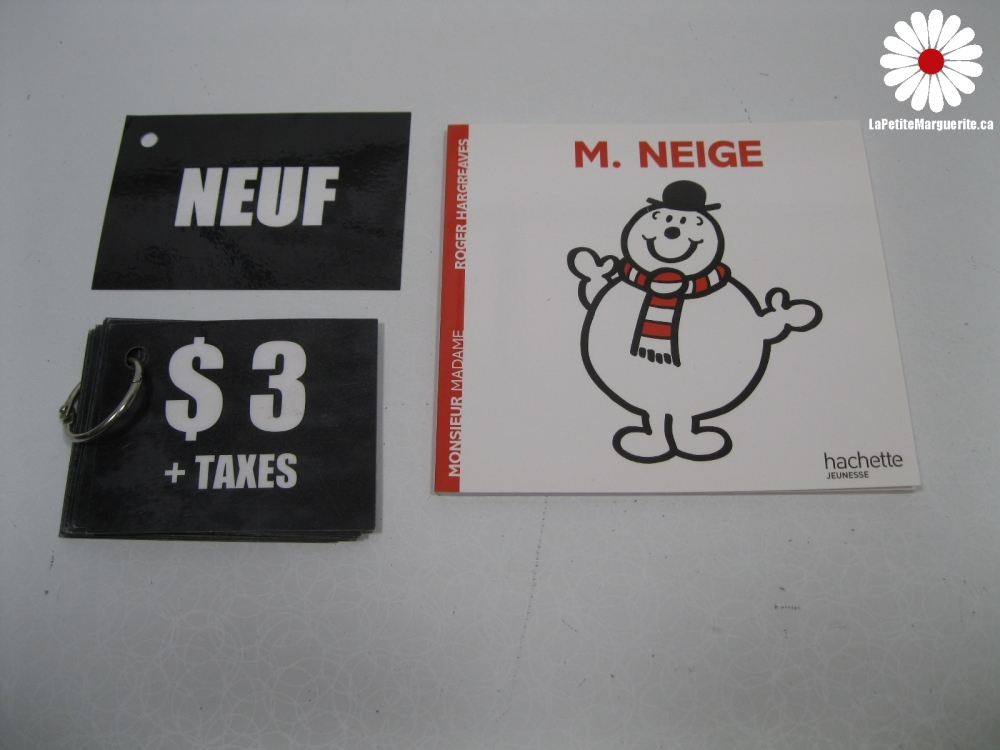 LaPetiteMarguerite.ca
NEUF
$ 3
+ TAXES
MONSIEUR MADAME ROGER HARGREAVES
M. NEIGE
hachette
JEUNESSE